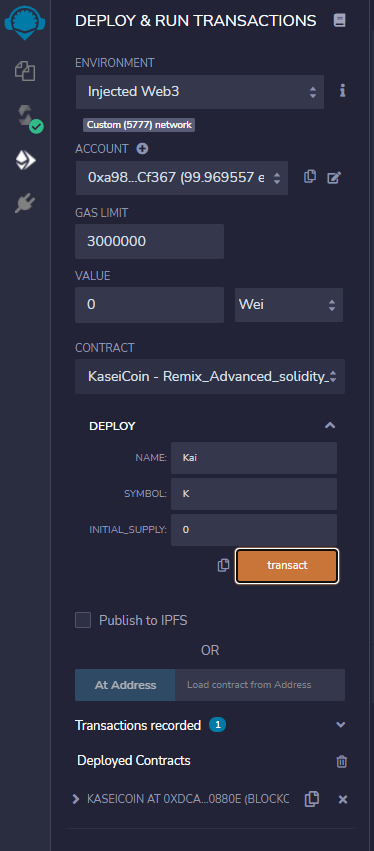 DEPLOY & RUN TRANSACTIONS
ENVIRONMENT
Injected Web3
Custom (5777) network
ACCOUNT
0xa98...Cf367 (99.969557 e
GAS LIMIT
3000000
VALUE
0 Wei
CONTRACT
KaseiCoin - Remix_Advanced_solidity_
DEPLOY
NAME: Kai
SYMBOL: K
INITIAL_SUPPLY: 0
transact
Publish to IPFS
OR
At Address Load contract from Address
Transactions recorded 1
Deployed Contracts
KASEICOIN AT 0XDCA...0880E (BLOCKC